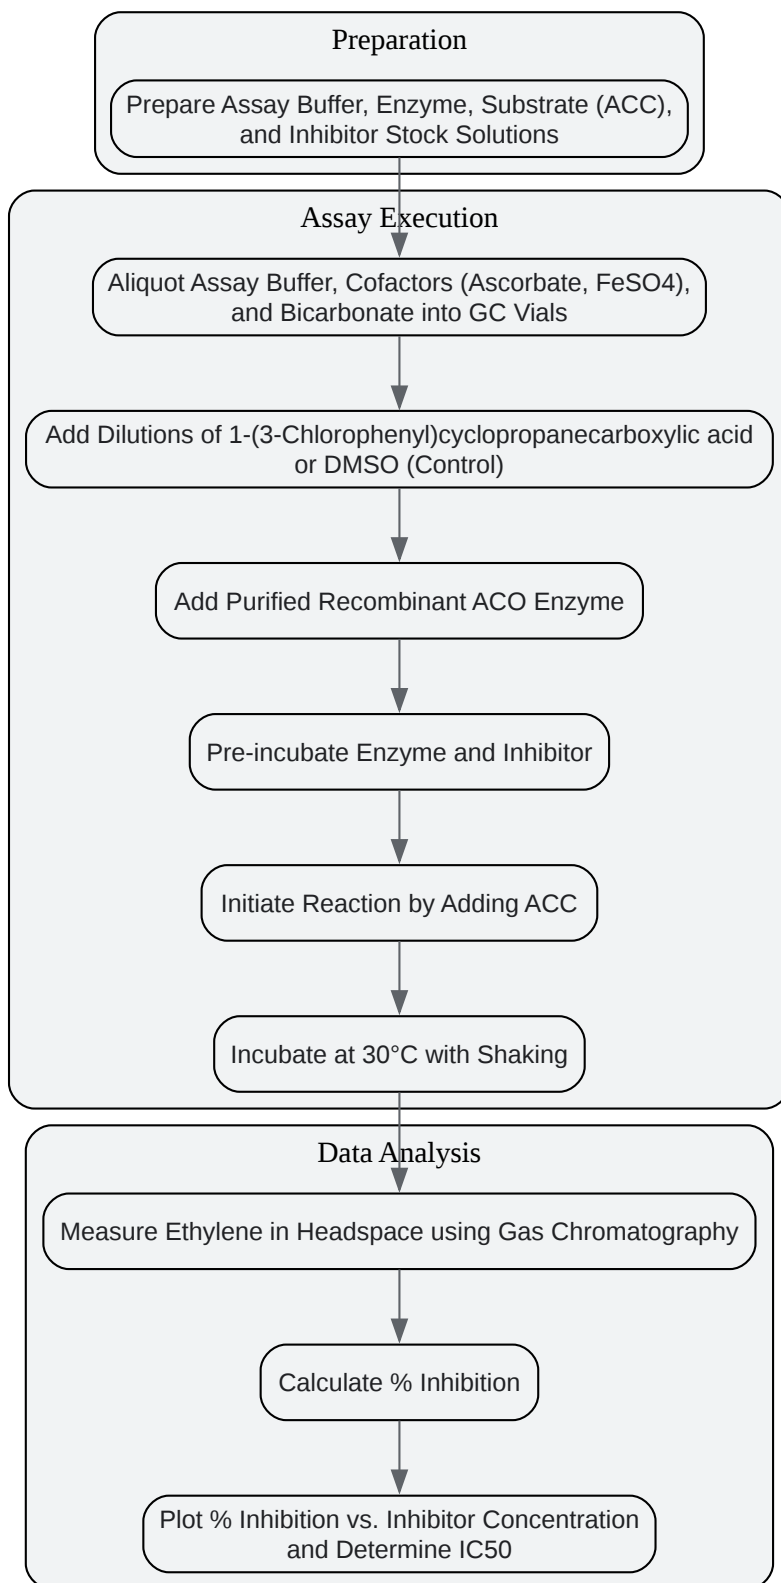 Preparation
Prepare Assay Buffer, Enzyme, Substrate (ACC),
and Inhibitor Stock Solutions
Assay Execution
Aliquot Assay Buffer, Cofactors (Ascorbate, FeSO4),
and Bicarbonate into GC Vials
Add Dilutions of 1-(3-Chlorophenyl)cyclopropanecarboxylic acid
or DMSO (Control)
Add Purified Recombinant ACO Enzyme
Pre-incubate Enzyme and Inhibitor
Initiate Reaction by Adding ACC
Incubate at 30°C with Shaking
Data Analysis
Measure Ethylene in Headspace using Gas Chromatography
Calculate % Inhibition
Plot % Inhibition vs. Inhibitor Concentration
and Determine IC50